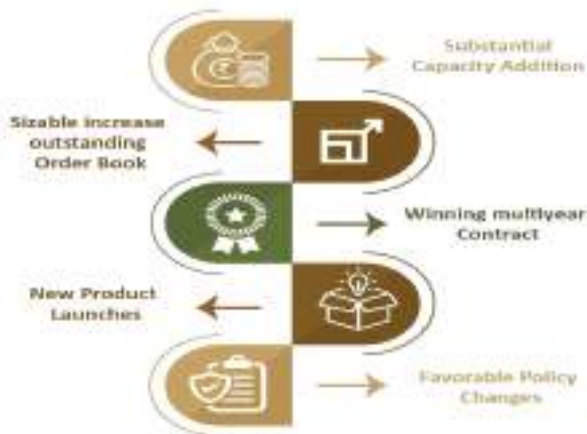 Substantial
Capacity Addition
Sizable increase
outstanding
Order Book
Winning multiyear
Contract
New Product
Launches
Favorable Policy
Changes